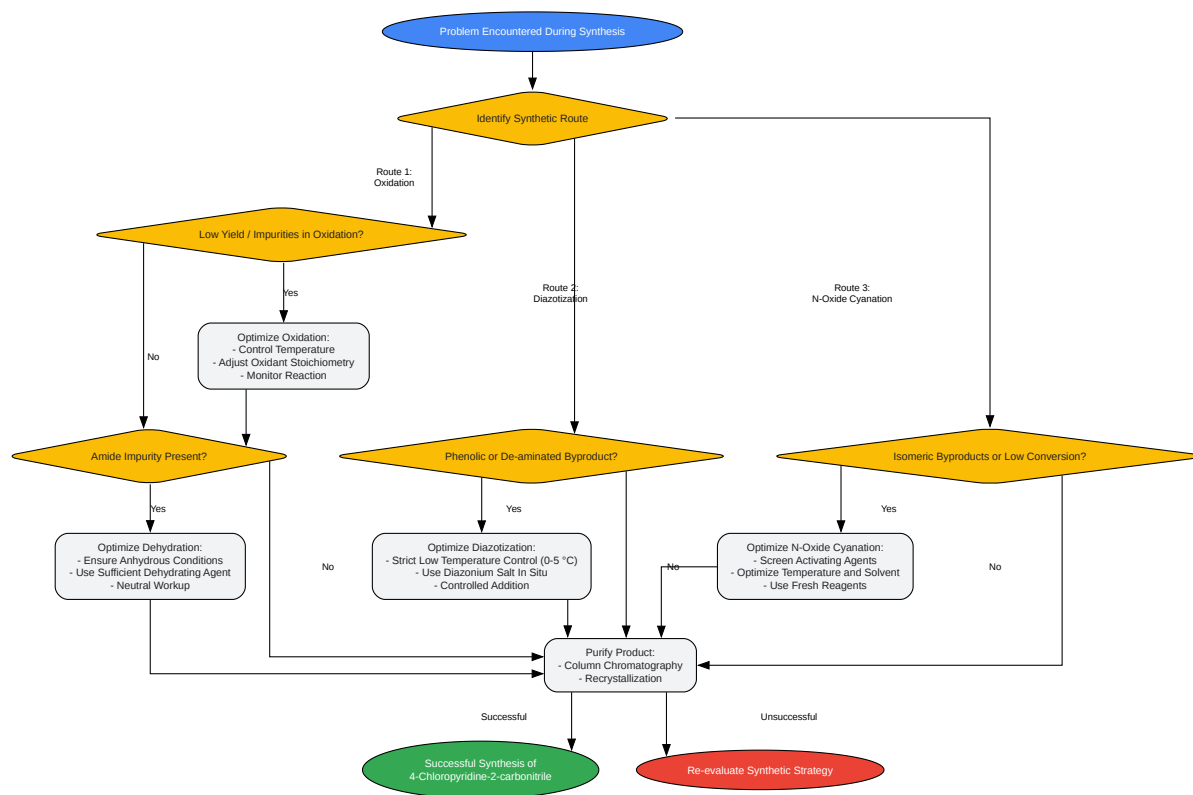 Problem Encountered During Synthesis
Identify Synthetic Route
Route 1:
Oxidation
Low Yield / Impurities in Oxidation?
Yes
Route 2:
Diazotization
Route 3:
N-Oxide Cyanation
Optimize Oxidation:
- Control Temperature
- Adjust Oxidant Stoichiometry
- Monitor Reaction
No
Amide Impurity Present?
Phenolic or De-aminated Byproduct?
Isomeric Byproducts or Low Conversion?
Yes
Yes
Yes
Optimize Dehydration:
- Ensure Anhydrous Conditions
- Use Sufficient Dehydrating Agent
- Neutral Workup
No
Optimize Diazotization:
- Strict Low Temperature Control (0-5 °C)
- Use Diazonium Salt In Situ
- Controlled Addition
No
Optimize N-Oxide Cyanation:
- Screen Activating Agents
- Optimize Temperature and Solvent
- Use Fresh Reagents
No
Purify Product:
- Column Chromatography
- Recrystallization
Successful
Unsuccessful
Successful Synthesis of
4-Chloropyridine-2-carbonitrile
Re-evaluate Synthetic Strategy